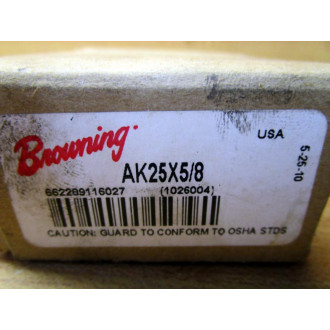 Browning
USA
AK25X5/8
5-25-10
662289116027 (1026004)
CAUTION: GUARD TO CONFORM TO OSHA STDS